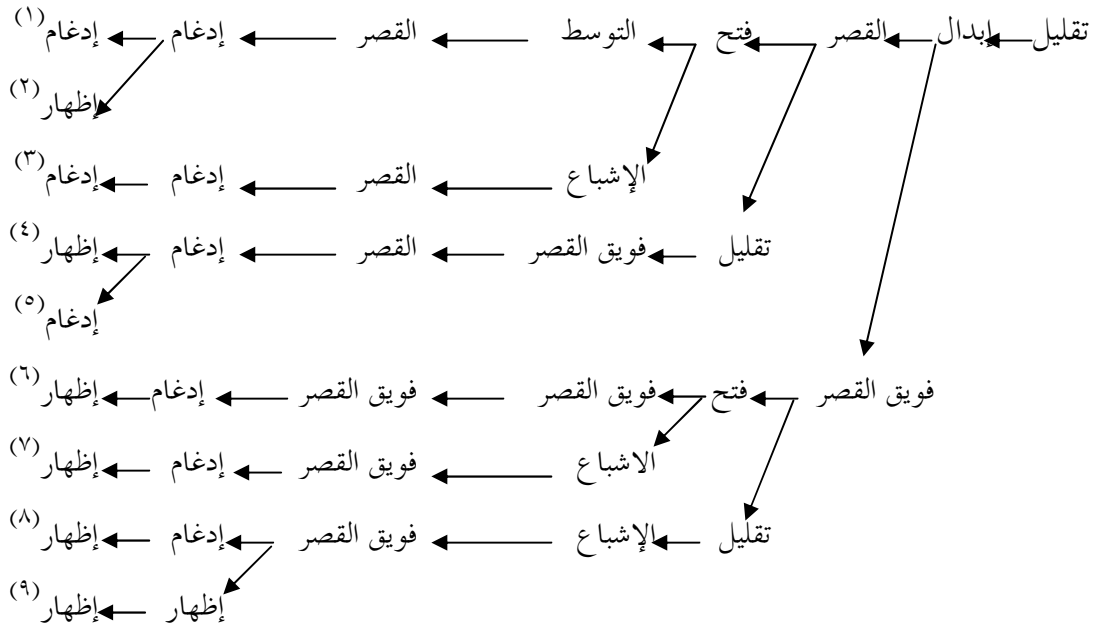 تقليل إبدال القصر فتح التوسط القصر إدغام إدغام(١)
إظهار(٢)
الإشباع القصر إدغام إدغام(٣)
تقليل فويق القصر القصر إدغام إظهار(٤)
إدغام(٥)
فويق القصر فتح فويق القصر فويق القصر إدغام إظهار(٦)
الاشباع فويق القصر إدغام إظهار(٧)
تقليل الإشباع فويق القصر إدغام إظهار(٨)
إظهار إظهار(٩)